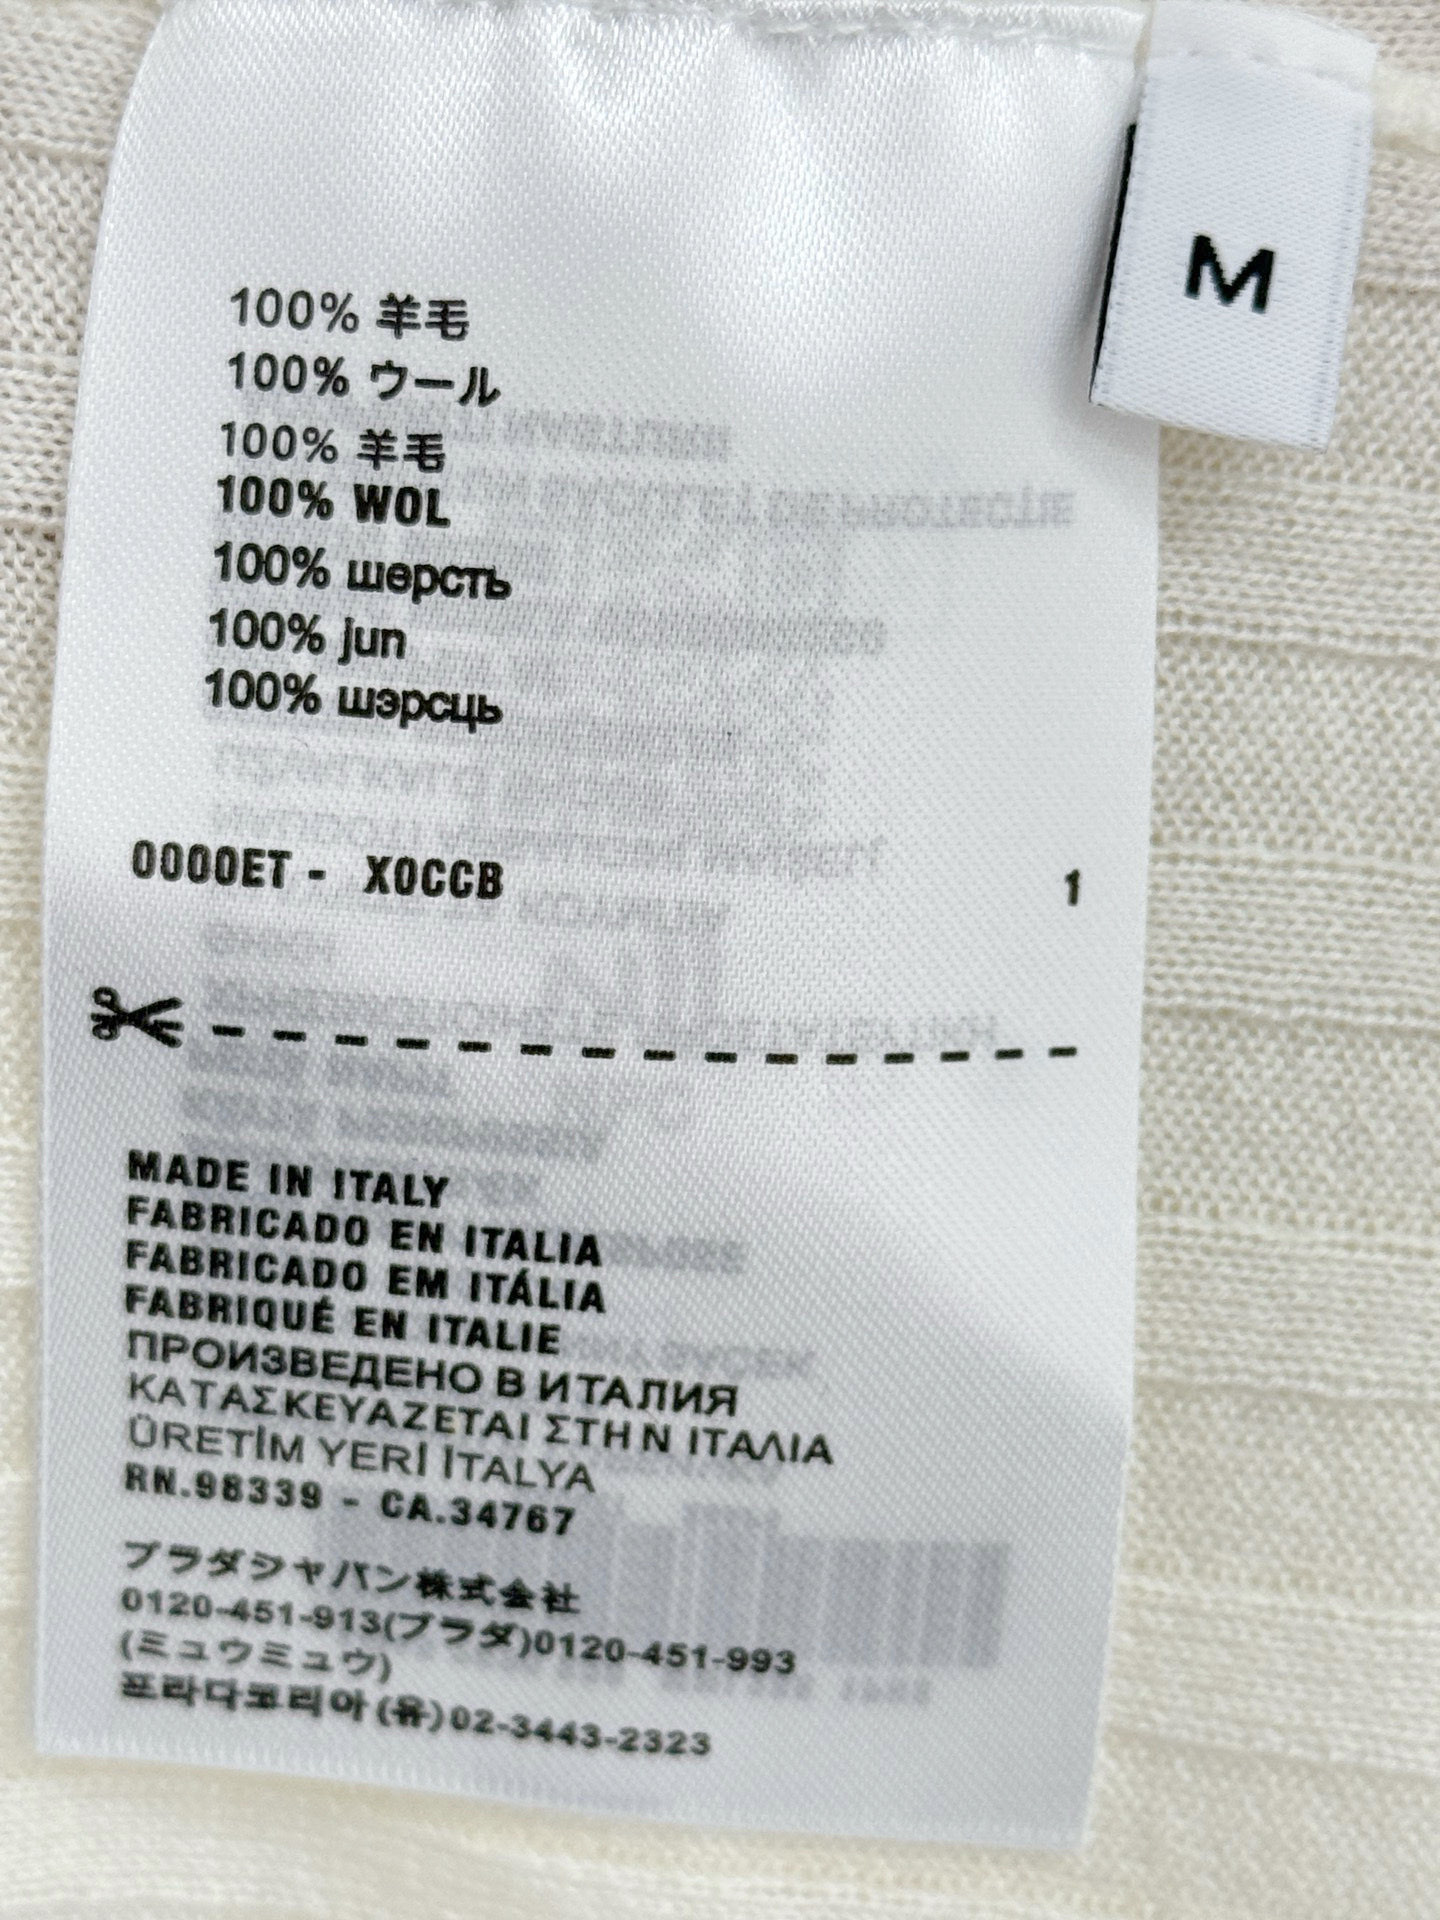 M
100% 羊毛
100% ウール
100% 羊毛
100% WOL
100% шерсть
100% jun
100% шэрсць
0000ET - X0CCB 1
MADE IN ITALY
FABRICADO EN ITALIA
FABRICADO EM ITÁLIA
FABRIQUÉ EN ITALIE
ПРОИЗВЕДЕНО В ИТАЛИЯ
ΚΑΤΑΣΚΕΥΑΖΕΤΑΙ ΣΤΗΝ ΙΤΑΛΙΑ
ÜRETİM YERİ İTALYA
RN.98339 - CA.34767
プラダジャパン株式会社
0120-451-913(プラダ)0120-451-993
(ミュウミュウ)
프라다코리아(유)02-3443-2323